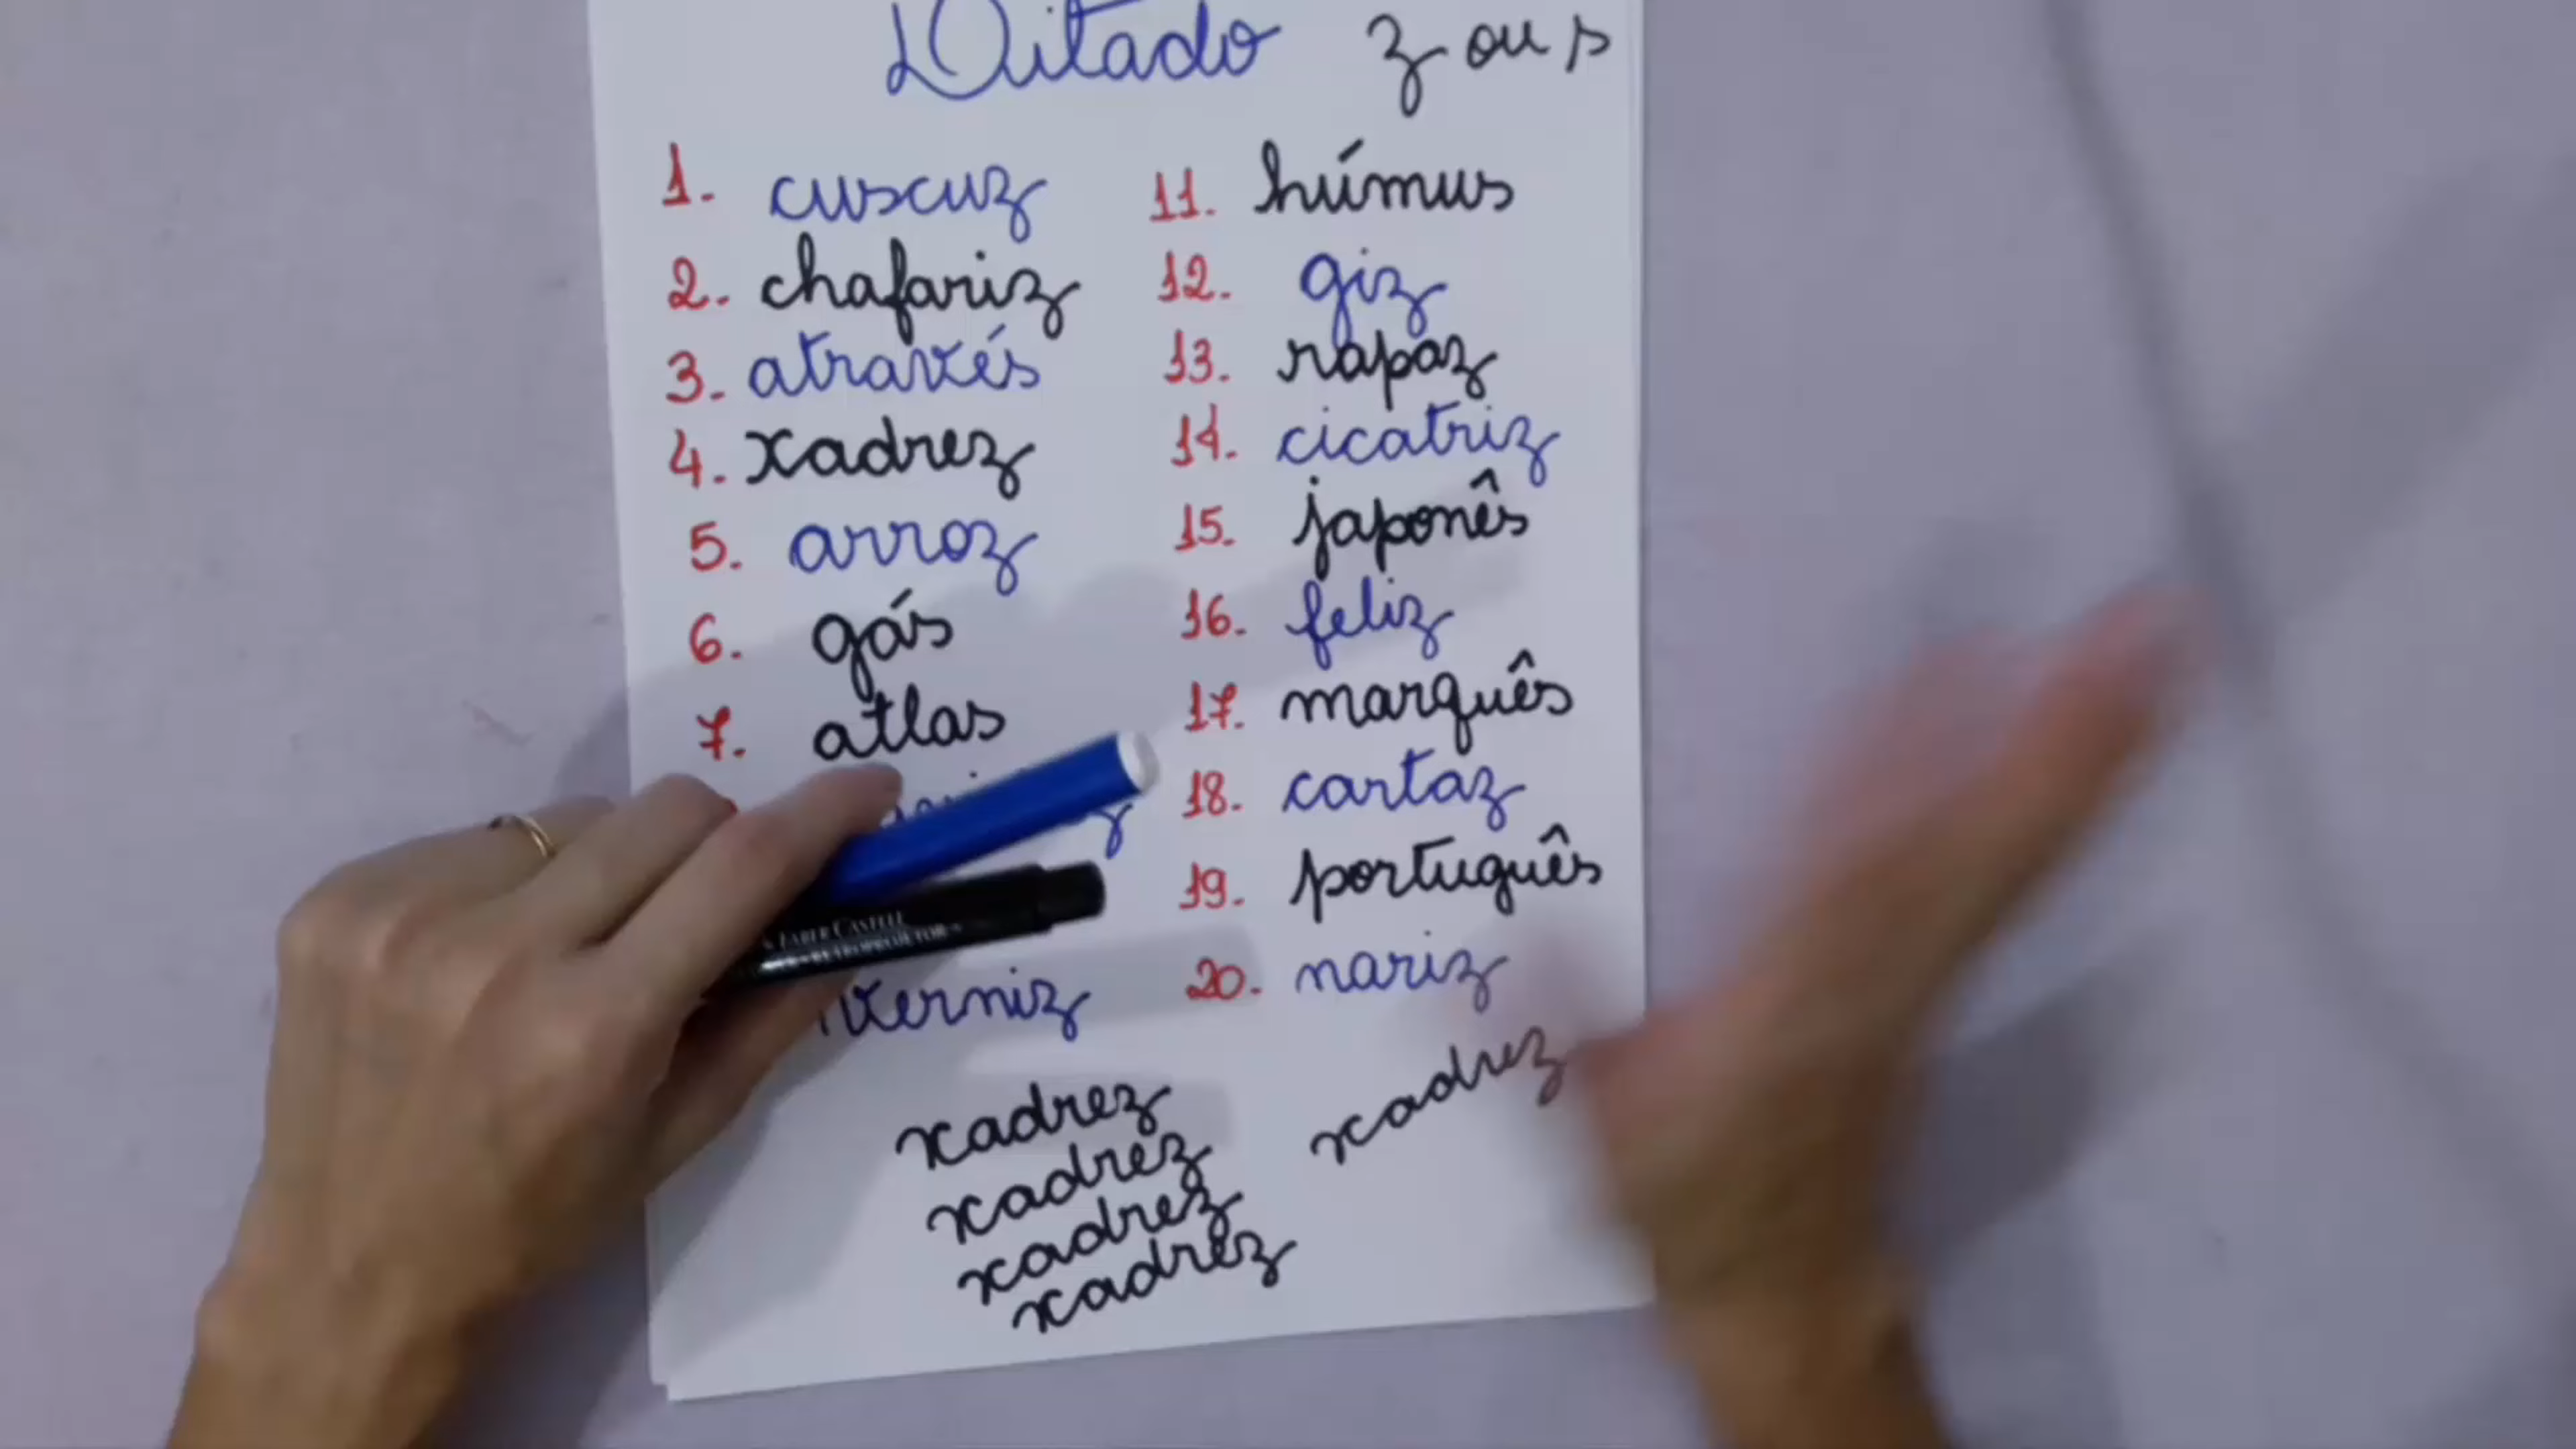 Ditado z ou s
1. cuscuz
2. chafariz
3. através
4. xadrez
5. arroz
6. gás
7. atlas
verniz
11. húmus
12. giz
13. rapaz
14. cicatriz
15. japonês
16. feliz
17. marquês
18. cartaz
19. português
20. nariz
FABER CASTELL
xadrez
xadrez
xadrez
xadrez
xadrez